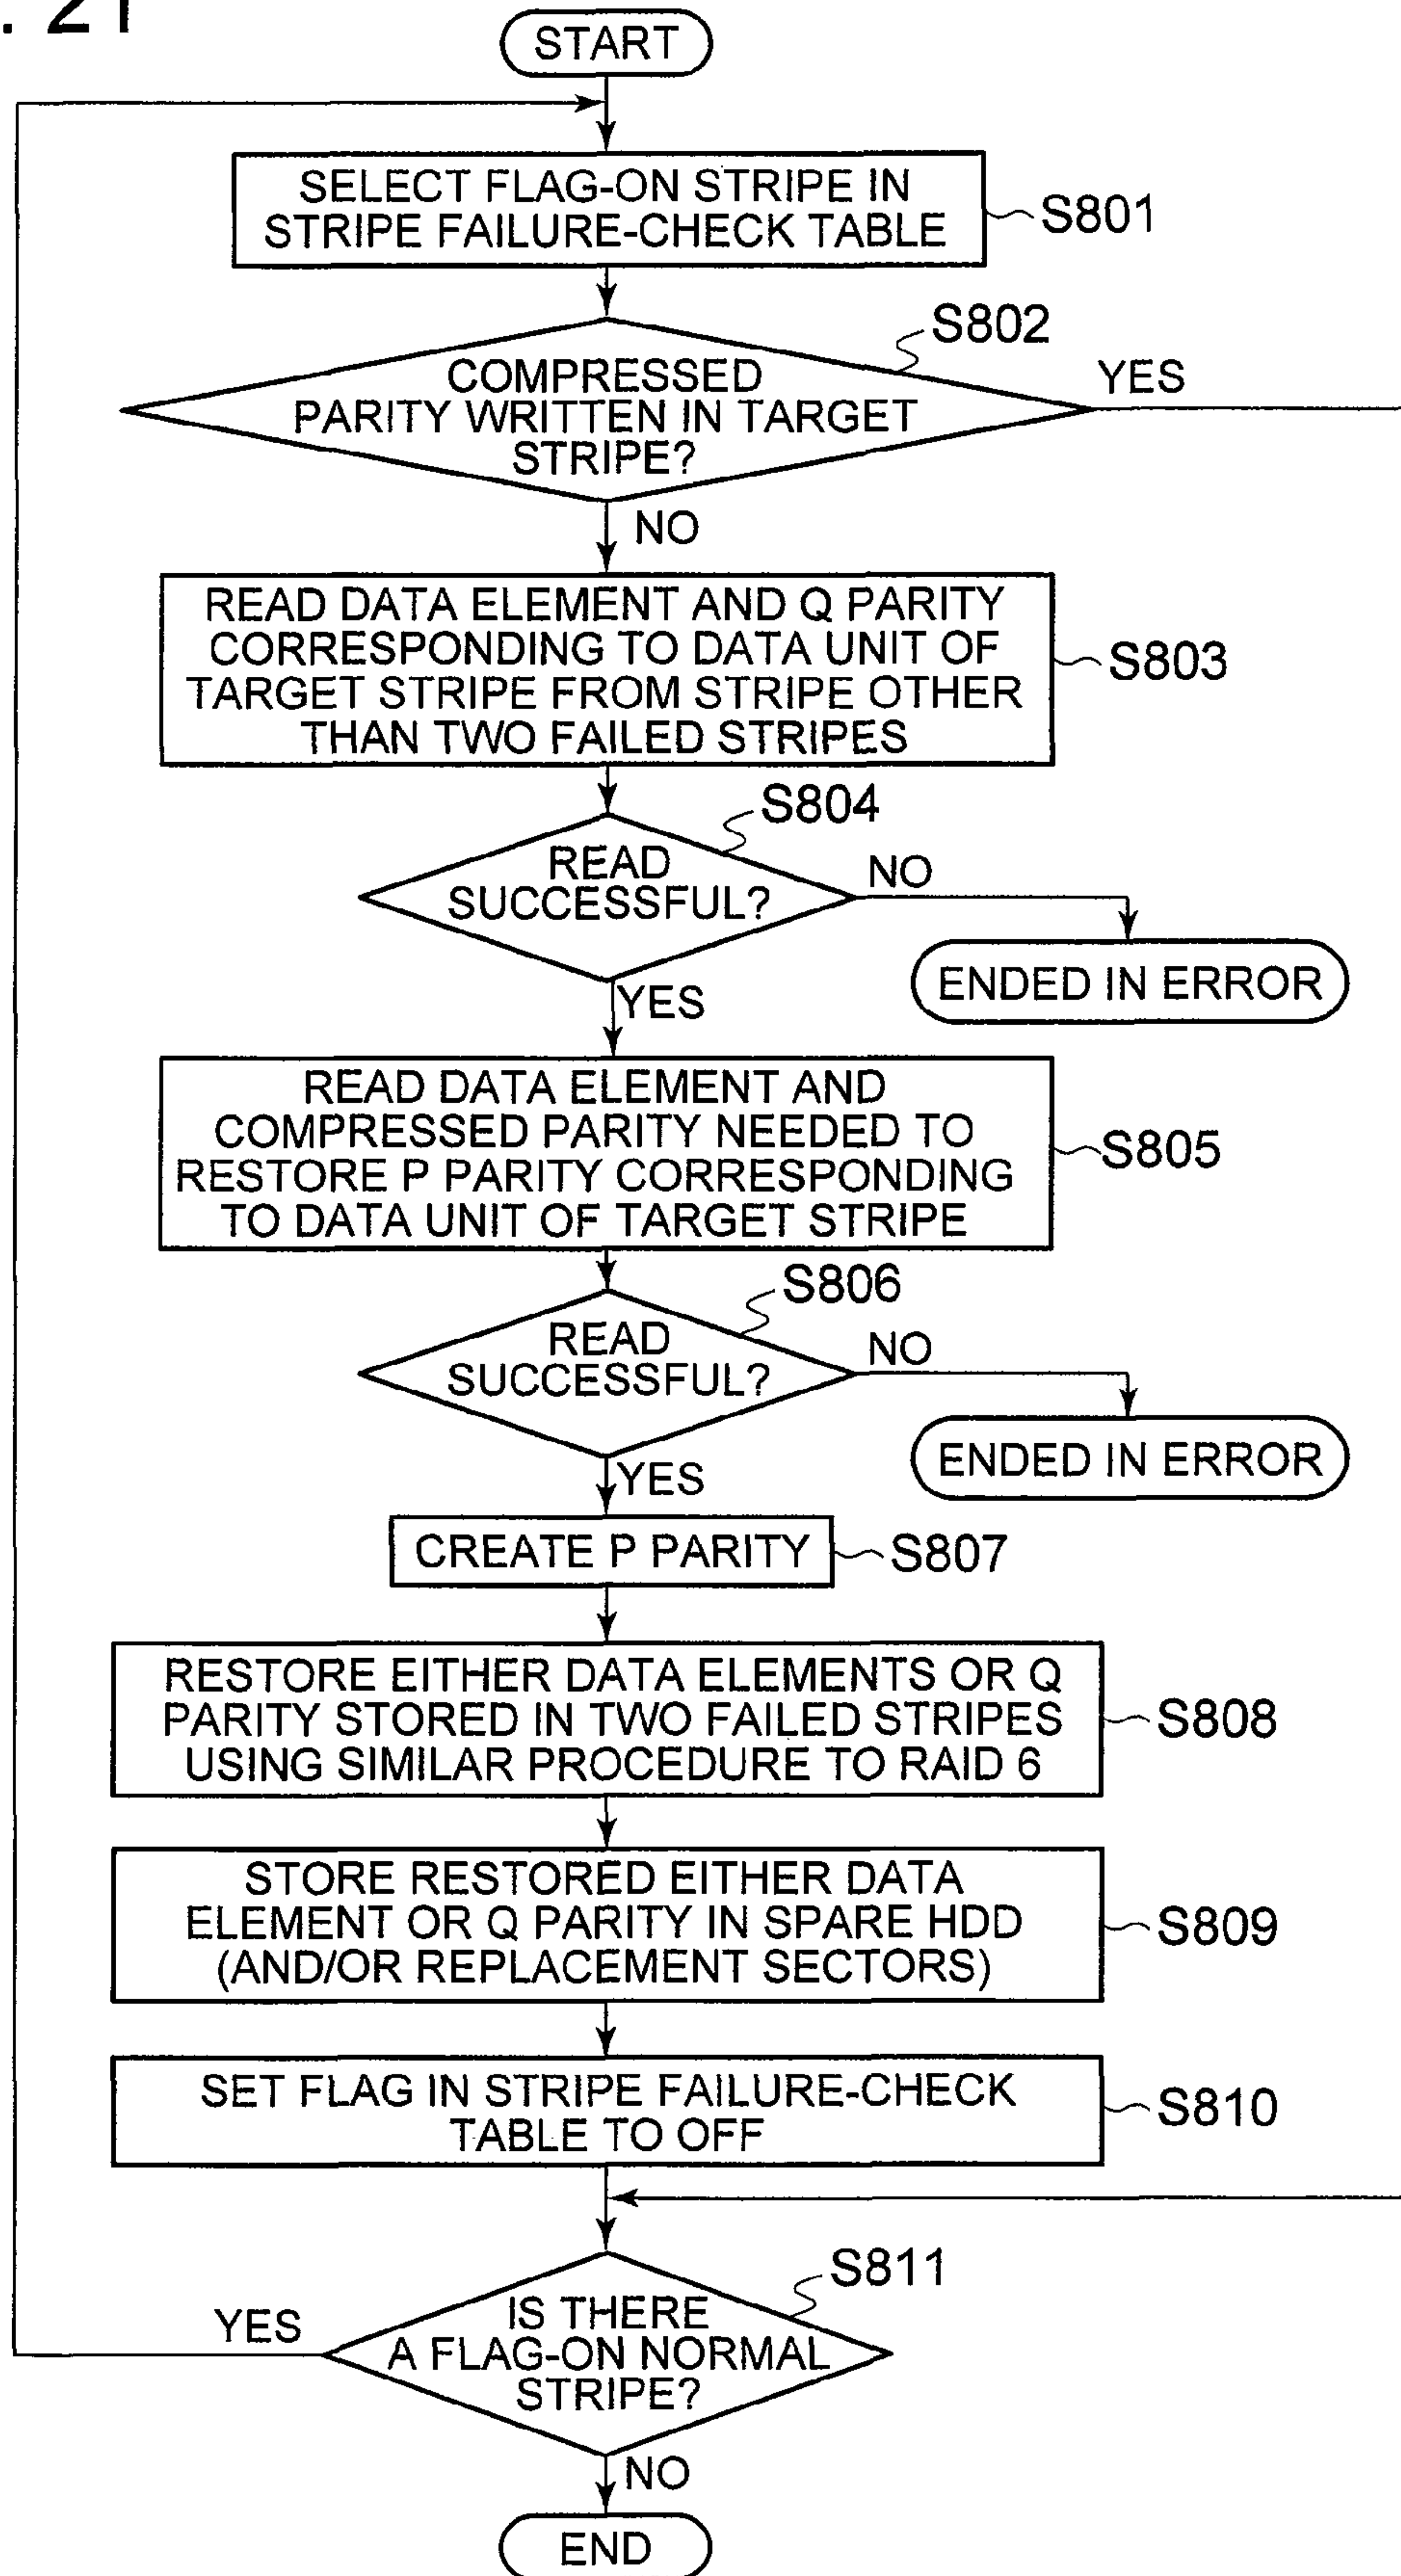 . 21
START
SELECT FLAG-ON STRIPE IN
STRIPE FAILURE-CHECK TABLE
S801
S802
COMPRESSED
PARITY WRITTEN IN TARGET
STRIPE?
YES
NO
READ DATA ELEMENT AND Q PARITY
CORRESPONDING TO DATA UNIT OF
TARGET STRIPE FROM STRIPE OTHER
THAN TWO FAILED STRIPES
S803
S804
READ
SUCCESSFUL?
NO
ENDED IN ERROR
YES
READ DATA ELEMENT AND
COMPRESSED PARITY NEEDED TO
RESTORE P PARITY CORRESPONDING
TO DATA UNIT OF TARGET STRIPE
S805
S806
READ
SUCCESSFUL?
NO
ENDED IN ERROR
YES
CREATE P PARITY
S807
RESTORE EITHER DATA ELEMENTS OR Q
PARITY STORED IN TWO FAILED STRIPES
USING SIMILAR PROCEDURE TO RAID 6
S808
STORE RESTORED EITHER DATA
ELEMENT OR Q PARITY IN SPARE HDD
(AND/OR REPLACEMENT SECTORS)
S809
SET FLAG IN STRIPE FAILURE-CHECK
TABLE TO OFF
S810
S811
IS THERE
A FLAG-ON NORMAL
STRIPE?
YES
NO
END